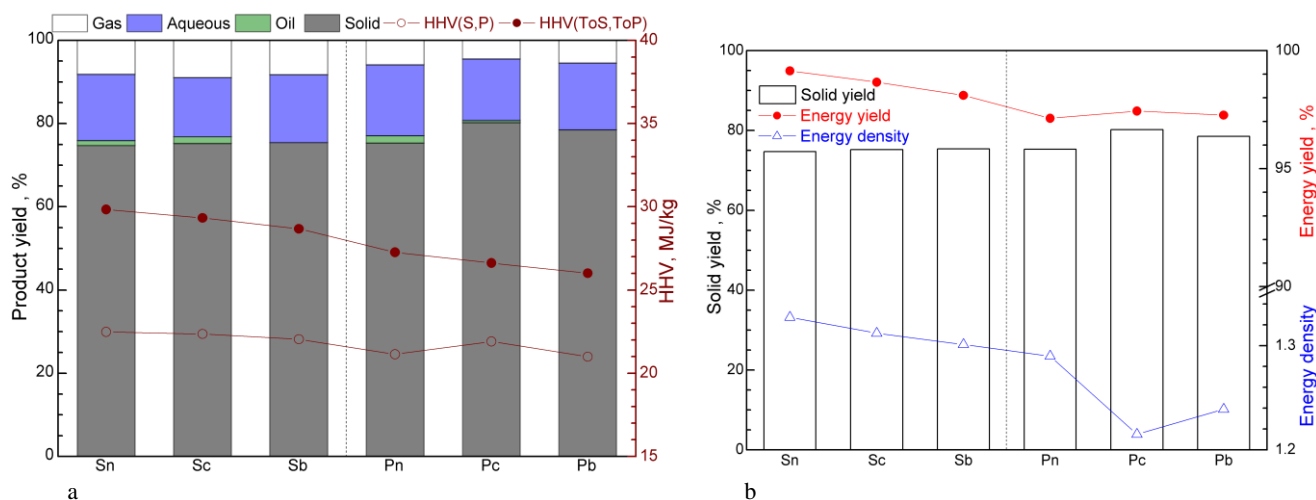 Gas Aqueous Oil Solid HHV(S,P) HHV(ToS,ToP)
100
80
60
40
20
0
Product yield , %
40
35
30
25
20
15
HHV, MJ/kg
Sn Sc Sb Pn Pc Pb
a
100
80
60
40
20
0
Solid yield , %
Solid yield
Energy yield
Energy density
100
95
90
Energy yield , %
1.3
1.2
Energy density
Sn Sc Sb Pn Pc Pb
b